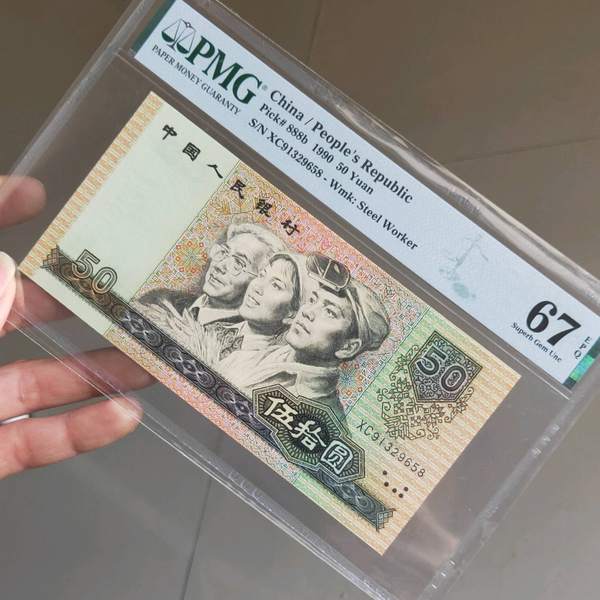 PMG
PAPER MONEY GUARANTY
China / People's Republic
Pick# 888b 1990 50 Yuan
S/N XC91329658 - Wmk: Steel Worker
67 EPQ
Superb Gem Unc
中国人民银行
50
50
伍拾圆
XC91329658